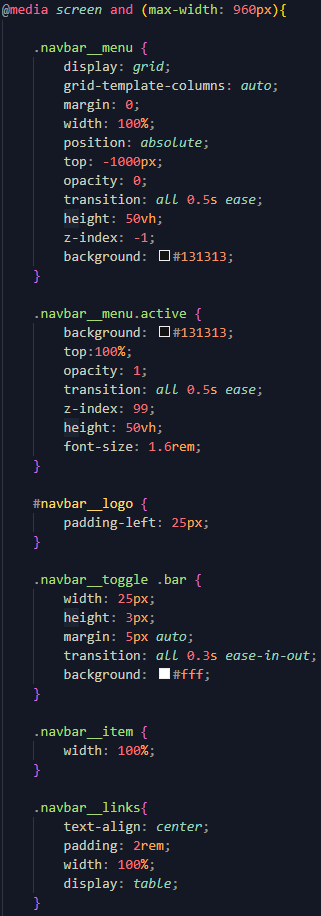 @media screen and (max-width: 960px){
.navbar__menu {
display: grid;
grid-template-columns: auto;
margin: 0;
width: 100%;
position: absolute;
top: -1000px;
opacity: 0;
transition: all 0.5s ease;
height: 50vh;
z-index: -1;
background: #131313;
}
.navbar__menu.active {
background: #131313;
top:100%;
opacity: 1;
transition: all 0.5s ease;
z-index: 99;
height: 50vh;
font-size: 1.6rem;
}
#navbar__logo {
padding-left: 25px;
}
.navbar__toggle .bar {
width: 25px;
height: 3px;
margin: 5px auto;
transition: all 0.3s ease-in-out;
background: #fff;
}
.navbar__item {
width: 100%;
}
.navbar__links{
text-align: center;
padding: 2rem;
width: 100%;
display: table;
}